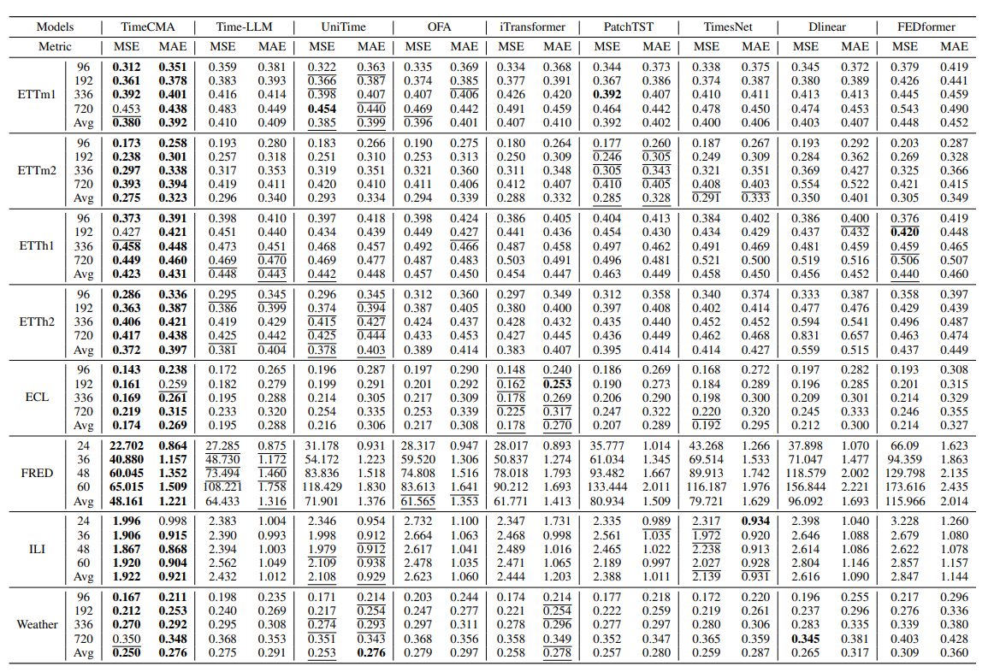 Models TimeCMA Time-LLM UniTime OFA iTransformer PatchTST TimesNet Dlinear FEDformer
Metric MSE MAE MSE MAE MSE MAE MSE MAE MSE MAE MSE MAE MSE MAE MSE MAE MSE MAE
96 0.312 0.351 0.359 0.381 0.322 0.363 0.335 0.369 0.334 0.368 0.344 0.373 0.338 0.375 0.345 0.372 0.379 0.419
192 0.361 0.378 0.383 0.393 0.366 0.387 0.374 0.385 0.377 0.391 0.367 0.386 0.374 0.387 0.380 0.389 0.426 0.441
ETTm1 336 0.392 0.401 0.416 0.414 0.398 0.407 0.407 0.406 0.426 0.420 0.392 0.407 0.410 0.411 0.413 0.413 0.445 0.459
720 0.453 0.438 0.483 0.449 0.454 0.440 0.469 0.442 0.491 0.459 0.464 0.442 0.478 0.450 0.474 0.453 0.543 0.490
Avg 0.380 0.392 0.410 0.409 0.385 0.399 0.396 0.401 0.407 0.410 0.392 0.402 0.400 0.406 0.403 0.407 0.448 0.452
96 0.173 0.258 0.193 0.280 0.183 0.266 0.190 0.275 0.180 0.264 0.177 0.260 0.187 0.267 0.193 0.292 0.203 0.287
192 0.238 0.301 0.257 0.318 0.251 0.310 0.253 0.313 0.250 0.309 0.246 0.305 0.249 0.309 0.284 0.362 0.269 0.328
ETTm2 336 0.297 0.338 0.317 0.353 0.319 0.351 0.321 0.360 0.311 0.348 0.305 0.343 0.321 0.351 0.369 0.427 0.325 0.366
720 0.393 0.394 0.419 0.411 0.420 0.410 0.411 0.406 0.412 0.407 0.410 0.405 0.408 0.403 0.554 0.522 0.421 0.415
Avg 0.275 0.323 0.296 0.340 0.293 0.334 0.294 0.339 0.288 0.332 0.285 0.328 0.291 0.333 0.350 0.401 0.305 0.349
96 0.373 0.391 0.398 0.410 0.397 0.418 0.398 0.424 0.386 0.405 0.404 0.413 0.384 0.402 0.386 0.400 0.376 0.419
192 0.427 0.421 0.451 0.440 0.434 0.439 0.449 0.427 0.441 0.436 0.454 0.430 0.434 0.429 0.437 0.432 0.420 0.448
ETTh1 336 0.458 0.448 0.473 0.451 0.468 0.457 0.492 0.466 0.487 0.458 0.497 0.462 0.491 0.469 0.481 0.459 0.459 0.465
720 0.449 0.460 0.469 0.470 0.469 0.477 0.487 0.483 0.503 0.491 0.496 0.481 0.521 0.500 0.519 0.516 0.506 0.507
Avg 0.423 0.431 0.448 0.443 0.442 0.448 0.457 0.450 0.454 0.447 0.463 0.449 0.458 0.450 0.456 0.452 0.440 0.460
96 0.286 0.336 0.295 0.345 0.296 0.345 0.312 0.360 0.297 0.349 0.312 0.358 0.340 0.374 0.333 0.387 0.358 0.397
192 0.363 0.387 0.386 0.399 0.374 0.394 0.387 0.405 0.380 0.400 0.397 0.408 0.402 0.414 0.477 0.476 0.429 0.439
ETTh2 336 0.406 0.421 0.419 0.429 0.415 0.427 0.424 0.437 0.428 0.432 0.435 0.440 0.452 0.452 0.594 0.541 0.496 0.487
720 0.417 0.438 0.425 0.442 0.425 0.444 0.433 0.453 0.427 0.445 0.436 0.449 0.462 0.468 0.831 0.657 0.463 0.474
Avg 0.372 0.397 0.381 0.404 0.378 0.403 0.389 0.414 0.383 0.407 0.395 0.414 0.414 0.427 0.559 0.515 0.437 0.449
96 0.143 0.238 0.172 0.265 0.196 0.287 0.197 0.290 0.148 0.240 0.186 0.269 0.168 0.272 0.197 0.282 0.193 0.308
192 0.161 0.259 0.182 0.279 0.199 0.291 0.201 0.292 0.162 0.253 0.190 0.273 0.184 0.289 0.196 0.285 0.201 0.315
ECL 336 0.169 0.261 0.195 0.288 0.214 0.305 0.217 0.309 0.178 0.269 0.206 0.290 0.198 0.300 0.209 0.301 0.214 0.329
720 0.219 0.315 0.233 0.320 0.254 0.335 0.253 0.339 0.225 0.317 0.247 0.322 0.220 0.320 0.245 0.333 0.246 0.355
Avg 0.174 0.269 0.195 0.288 0.216 0.306 0.217 0.308 0.178 0.270 0.207 0.289 0.192 0.295 0.212 0.300 0.214 0.327
24 22.702 0.864 27.285 0.875 31.178 0.931 28.317 0.947 28.017 0.893 35.777 1.014 43.268 1.266 37.898 1.070 66.09 1.623
36 40.880 1.157 48.730 1.172 54.172 1.223 59.520 1.306 50.837 1.274 61.034 1.345 69.514 1.533 71.047 1.477 94.359 1.863
FRED 48 60.045 1.352 73.494 1.460 83.836 1.518 74.808 1.516 78.018 1.793 93.482 1.667 89.913 1.742 118.579 2.002 129.798 2.135
60 65.015 1.509 108.221 1.758 118.429 1.830 83.613 1.641 90.212 1.693 133.444 2.011 116.187 1.976 156.844 2.221 173.616 2.435
Avg 48.161 1.221 64.433 1.316 71.901 1.376 61.565 1.353 61.771 1.413 80.934 1.509 79.721 1.629 96.092 1.693 115.966 2.014
24 1.996 0.998 2.383 1.004 2.346 0.954 2.732 1.100 2.347 1.731 2.335 0.989 2.317 0.934 2.398 1.040 3.228 1.260
36 1.906 0.915 2.390 0.993 1.998 0.912 2.664 1.063 2.468 0.998 2.561 1.035 1.972 0.920 2.646 1.088 2.679 1.080
ILI 48 1.867 0.868 2.394 1.003 1.979 0.912 2.617 1.041 2.489 1.016 2.465 1.022 2.238 0.913 2.614 1.086 2.622 1.078
60 1.920 0.904 2.562 1.049 2.109 0.938 2.478 1.035 2.471 1.065 2.189 0.997 2.027 0.928 2.804 1.146 2.857 1.157
Avg 1.922 0.921 2.432 1.012 2.108 0.929 2.623 1.060 2.444 1.203 2.388 1.011 2.139 0.931 2.616 1.090 2.847 1.144
96 0.167 0.211 0.198 0.235 0.171 0.214 0.203 0.244 0.174 0.214 0.177 0.218 0.172 0.220 0.196 0.255 0.217 0.296
192 0.212 0.253 0.240 0.269 0.217 0.254 0.247 0.277 0.221 0.254 0.222 0.259 0.219 0.261 0.237 0.296 0.276 0.336
Weather 336 0.270 0.292 0.295 0.308 0.274 0.293 0.297 0.311 0.278 0.296 0.277 0.297 0.280 0.306 0.283 0.335 0.339 0.380
720 0.350 0.348 0.368 0.353 0.351 0.343 0.368 0.356 0.358 0.349 0.352 0.347 0.365 0.359 0.345 0.381 0.403 0.428
Avg 0.250 0.276 0.275 0.291 0.253 0.276 0.279 0.297 0.258 0.278 0.257 0.280 0.259 0.287 0.265 0.317 0.309 0.360